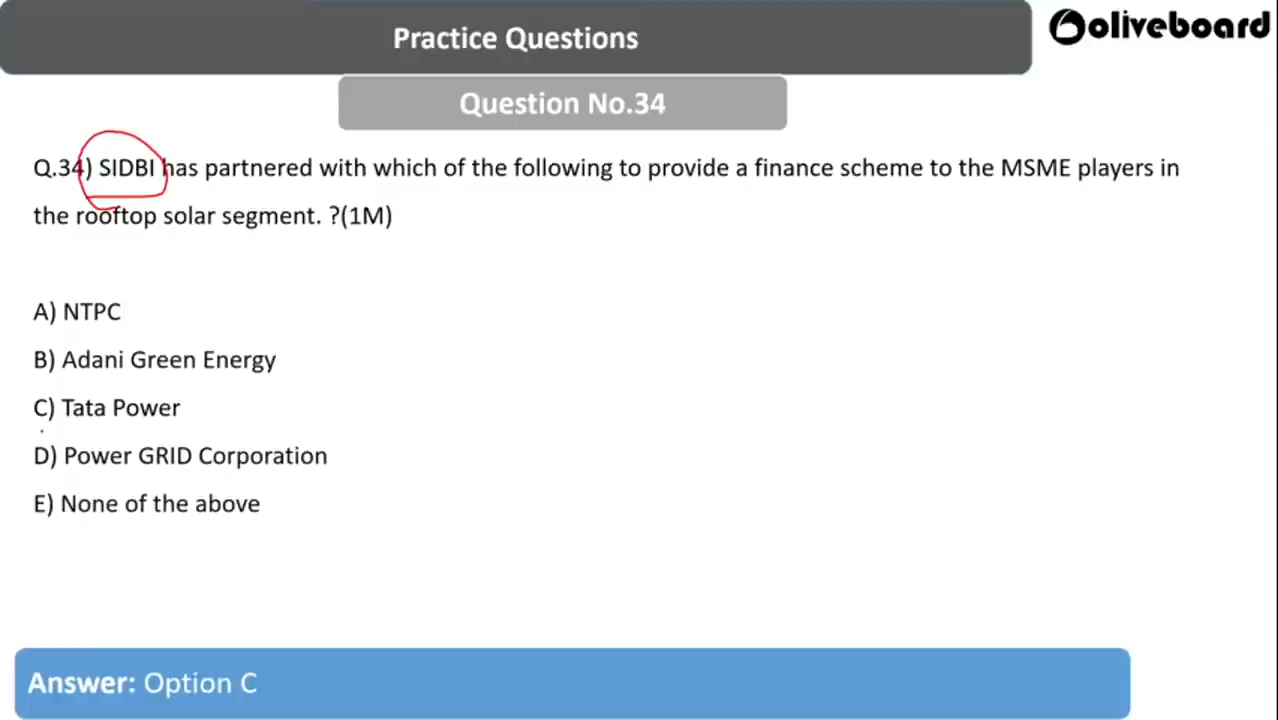 Practice Questions
oliveboard
Question No.34
Q.34) SIDBI has partnered with which of the following to provide a finance scheme to the MSME players in
the rooftop solar segment. ?(1M)
A) NTPC
B) Adani Green Energy
C) Tata Power
D) Power GRID Corporation
E) None of the above
Answer: Option C